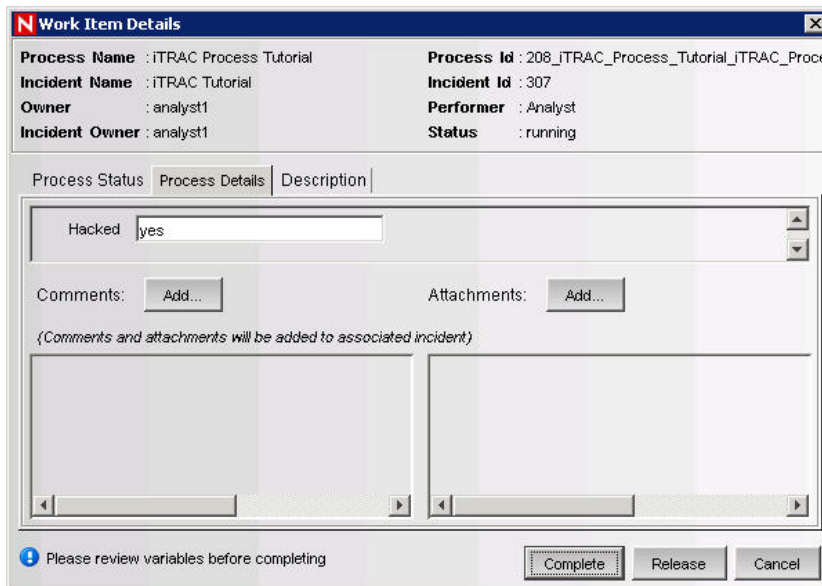 N Work Item Details
Process Name : iTRAC Process Tutorial Process Id : 208_iTRAC_Process_Tutorial_iTRAC_Proce
Incident Name : iTRAC Tutorial Incident Id : 307
Owner : analyst1 Performer : Analyst
Incident Owner : analyst1 Status : running
Process Status Process Details Description
Hacked yes
Comments: Add... Attachments: Add...
(Comments and attachments will be added to associated incident)
Please review variables before completing Complete Release Cancel